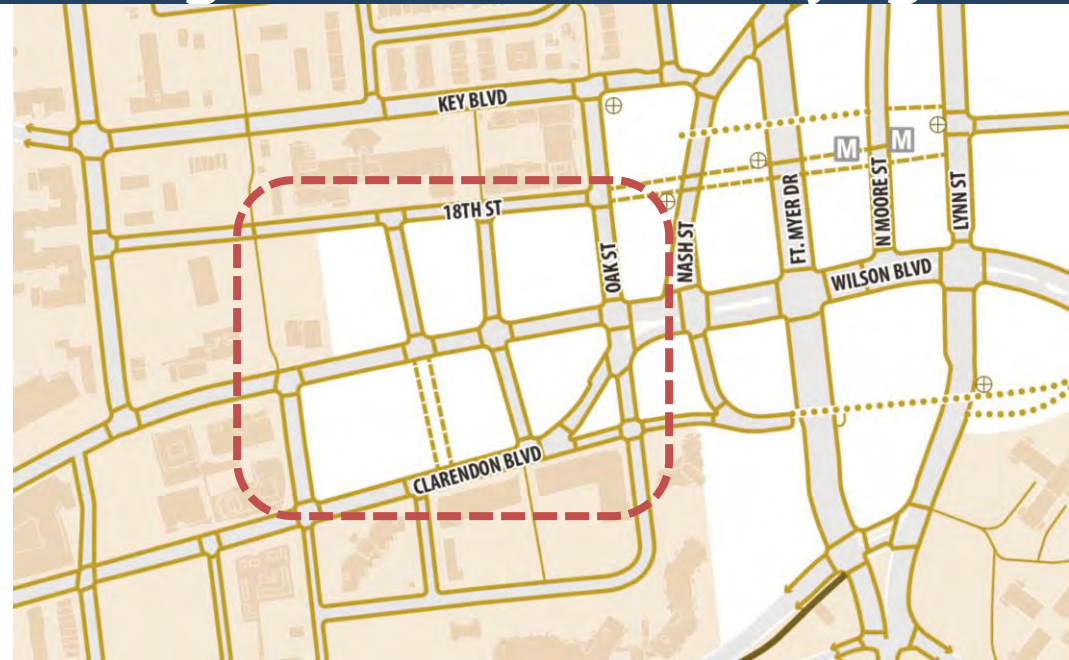 KEY BLVD
M
M
18TH ST
OAK ST
NASH ST
FT. MYER DR
N MOORE ST
LYNN ST
WILSON BLVD
CLARENDON BLVD